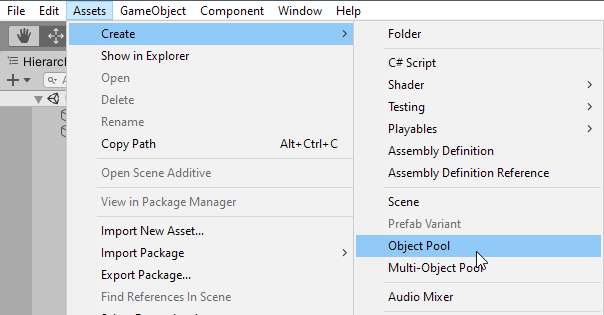 File Edit Assets GameObject Component Window Help
Hierarc
Create
Show in Explorer
Open
Delete
Rename
Copy Path Alt+Ctrl+C
Open Scene Additive
View in Package Manager
Import New Asset...
Import Package
Export Package...
Find References In Scene
Folder
C# Script
Shader
Testing
Playables
Assembly Definition
Assembly Definition Reference
Scene
Prefab Variant
Object Pool
Multi-Object Pool
Audio Mixer